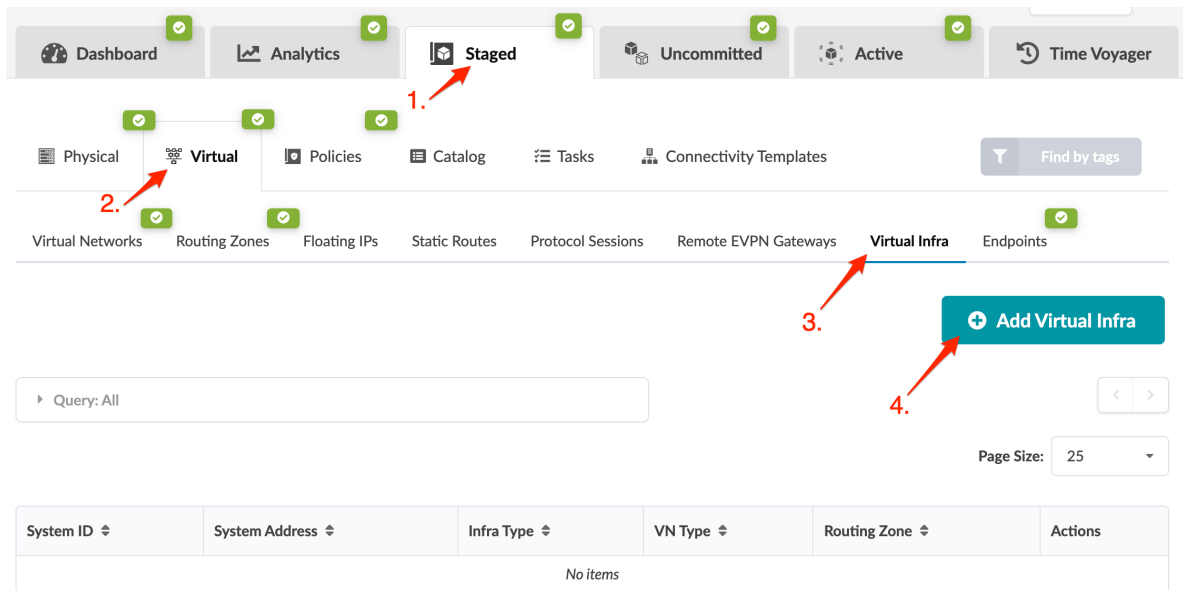 Dashboard Analytics Staged Uncommitted Active Time Voyager
1.
Physical Virtual Policies Catalog Tasks Connectivity Templates Find by tags
2.
Virtual Networks Routing Zones Floating IPs Static Routes Protocol Sessions Remote EVPN Gateways Virtual Infra Endpoints
3.
Add Virtual Infra
4.
Query: All
Page Size: 25
System ID System Address Infra Type VN Type Routing Zone Actions
No items